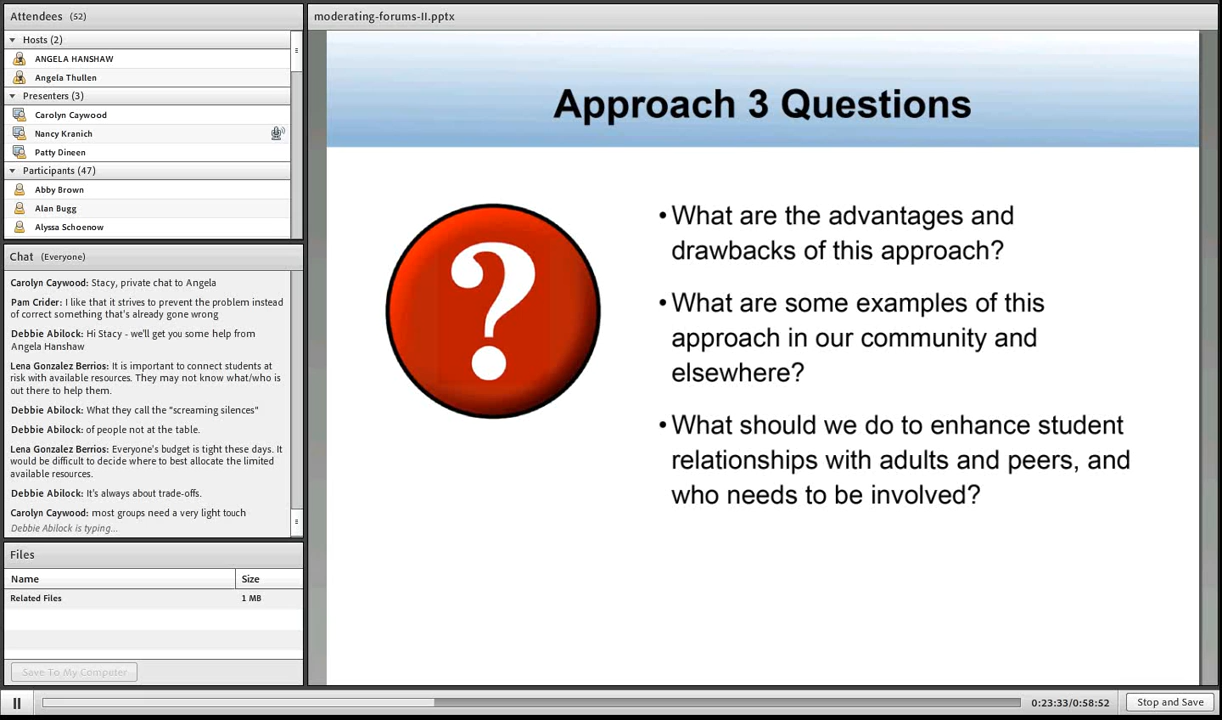 Attendees (52)
Hosts (2)
ANGELA HANSHAW
Angela Thullen
Presenters (3)
Carolyn Caywood
Nancy Kranich
Patty Dineen
Participants (47)
Abby Brown
Alan Bugg
Alyssa Schoenow
Chat (Everyone)
Carolyn Caywood: Stacy, private chat to Angela
Pam Crider: I like that it strives to prevent the problem instead
of correct something that's already gone wrong
Debbie Abilock: Hi Stacy - we'll get you some help from
Angela Hanshaw
Lena Gonzalez Berrios: It is important to connect students at
risk with available resources. They may not know what/who is
out there to help them.
Debbie Abilock: What they call the "screaming silences"
Debbie Abilock: of people not at the table.
Lena Gonzalez Berrios: Everyone's budget is tight these days. It
would be difficult to decide where to best allocate the limited
available resources.
Debbie Abilock: It's always about trade-offs.
Carolyn Caywood: most groups need a very light touch
Debbie Abilock is typing...
Files
Name Size
Related Files 1 MB
Save To My Computer
moderating-forums-II.pptx
Approach 3 Questions
?
• What are the advantages and
drawbacks of this approach?
• What are some examples of this
approach in our community and
elsewhere?
• What should we do to enhance student
relationships with adults and peers, and
who needs to be involved?
0:23:33/0:58:52
Stop and Save